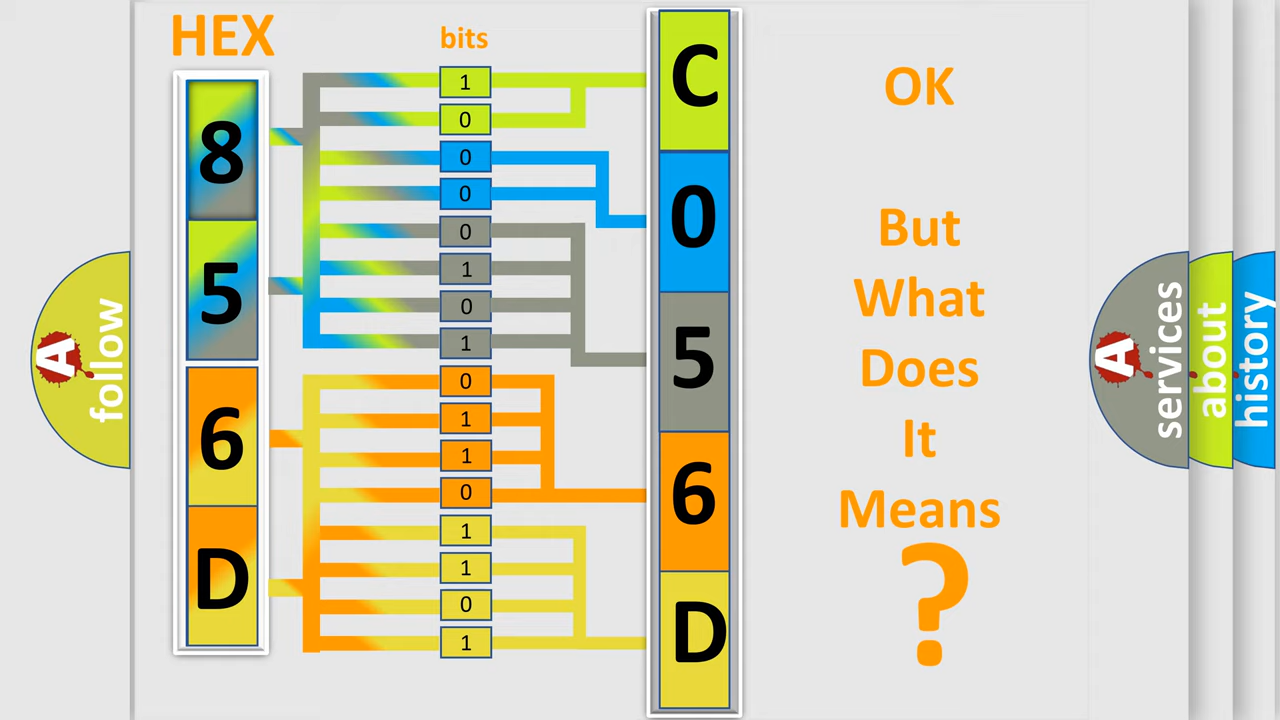 HEX
bits
8
5
6
D
1
0
0
0
0
1
0
1
0
1
1
0
1
1
0
1
C
0
5
6
D
OK
But
What
Does
It
Means
?
A
follow
A
services
about
history